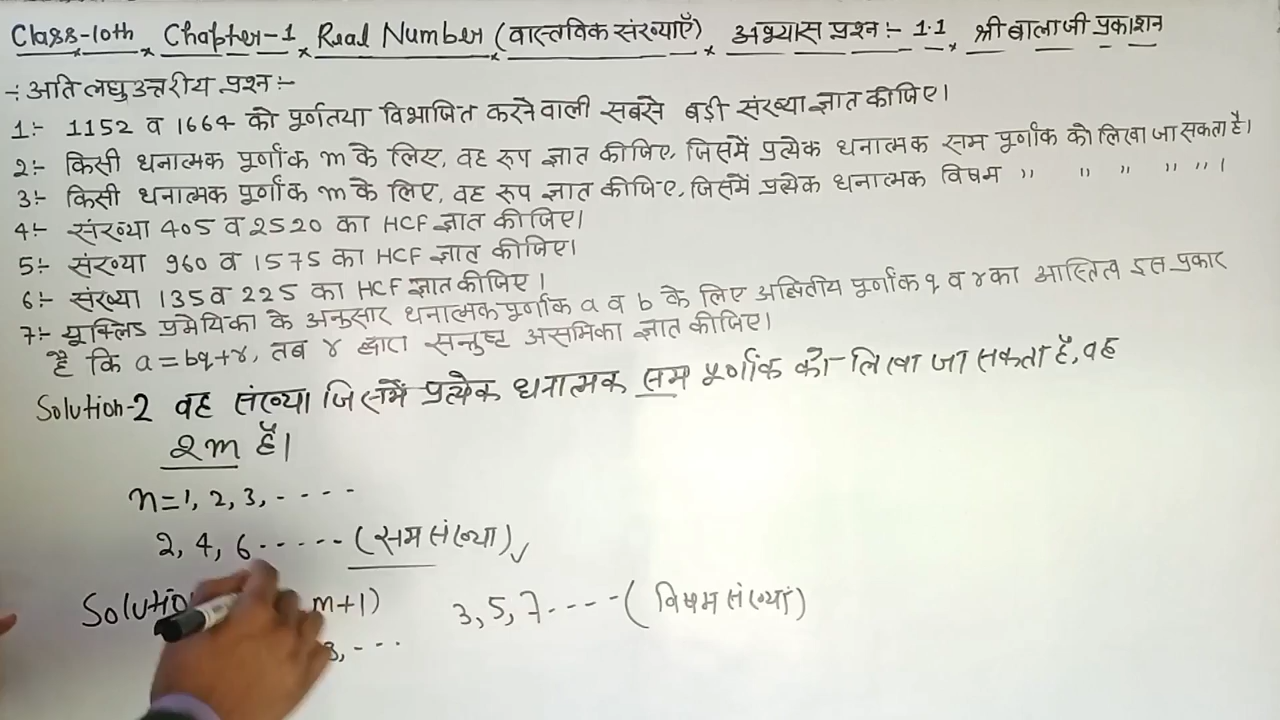 Class-10th Chapter-1 Real Number (वास्तविक संख्याएँ) अभ्यास प्रश्न:- 1.1 श्री बालाजी प्रकाशन
-: अति लघु उत्तरीय प्रश्न:-
1:- 1152 व 1664 को पूर्णतया विभाजित करने वाली सबसे बड़ी संख्या ज्ञात कीजिए।
2:- किसी धनात्मक पूर्णांक m के लिए, वह रूप ज्ञात कीजिए, जिसमें प्रत्येक धनात्मक सम पूर्णांक को लिखा जा सकता है।
3:- किसी धनात्मक पूर्णांक m के लिए, वह रूप ज्ञात कीजिए, जिसमें प्रत्येक धनात्मक विषम " " " " " ।
4:- संख्या 405 व 2520 का HCF ज्ञात कीजिए।
5:- संख्या 960 व 1575 का HCF ज्ञात कीजिए।
6:- संख्या 135 व 225 का HCF ज्ञात कीजिए।
7:- यूक्लिड प्रमेयिका के अनुसार धनात्मक पूर्णांक a व b के लिए अद्वितीय पूर्णांक q व r का अस्तित्व इस प्रकार
है कि a = bq + r, तब r द्वारा सन्तुष्ट असमिका ज्ञात कीजिए।
Solution-2 वह संख्या जिसमें प्रत्येक धनात्मक सम पूर्णांक को लिखा जा सकता है, वह
2m है।
n=1, 2, 3, ----
2, 4, 6 ----- (सम संख्या) ✓
m+1) 3, 5, 7 ---- (विषम संख्या)
3, ---